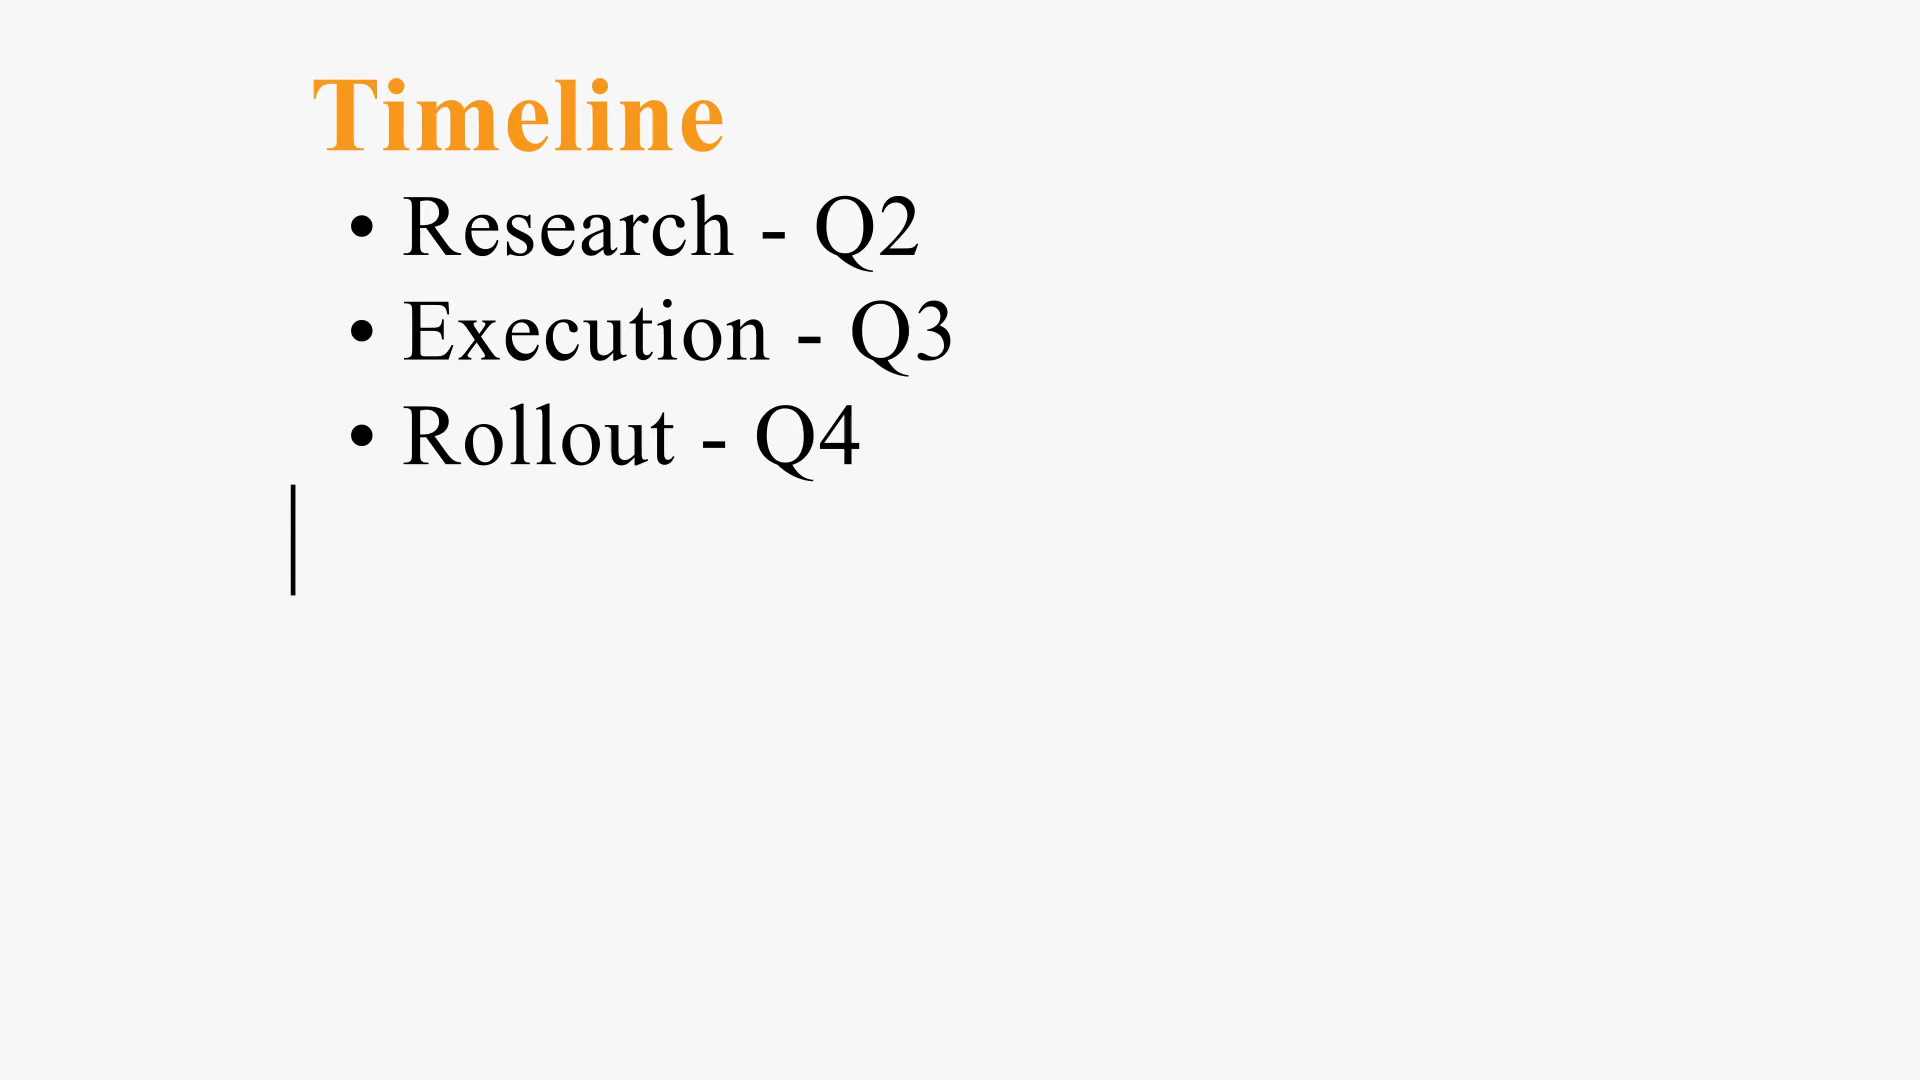 Timeline
• Research - Q2
• Execution - Q3
• Rollout - Q4